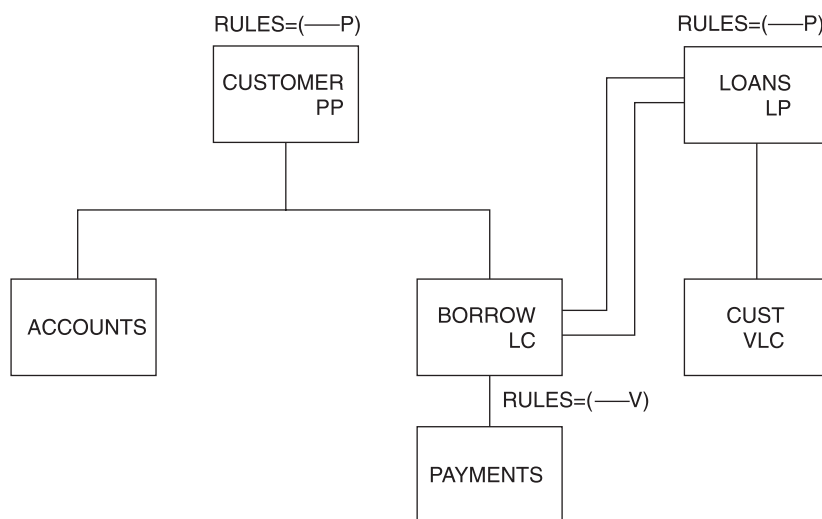 RULES=(——P)
RULES=(——P)
CUSTOMER
PP
LOANS
LP
ACCOUNTS
BORROW
LC
CUST
VLC
RULES=(——V)
PAYMENTS